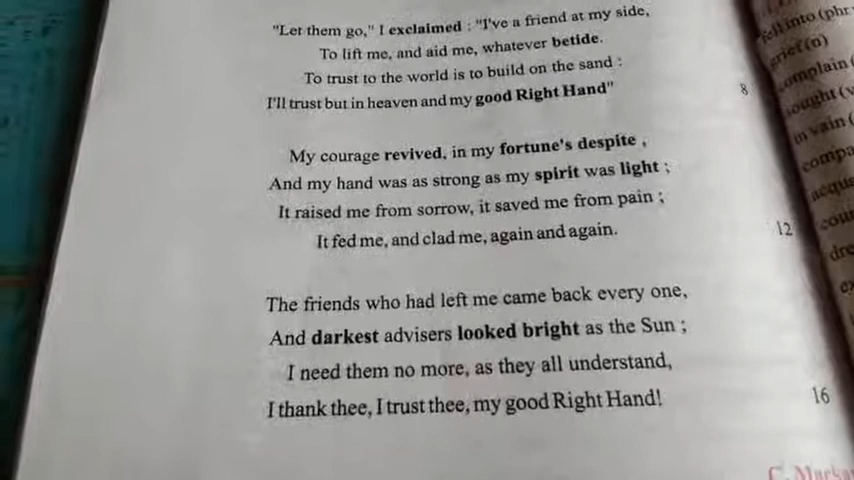 "Let them go," I exclaimed : "I've a friend at my side,
To lift me, and aid me, whatever betide.
To trust to the world is to build on the sand :
I'll trust but in heaven and my good Right Hand"
8
My courage revived, in my fortune's despite ,
And my hand was as strong as my spirit was light ;
It raised me from sorrow, it saved me from pain ;
It fed me, and clad me, again and again.
12
The friends who had left me came back every one,
And darkest advisers looked bright as the Sun ;
I need them no more, as they all understand,
I thank thee, I trust thee, my good Right Hand!
16
C.
fell into (phr
grief (n)
complain (
sought (v
in vain (